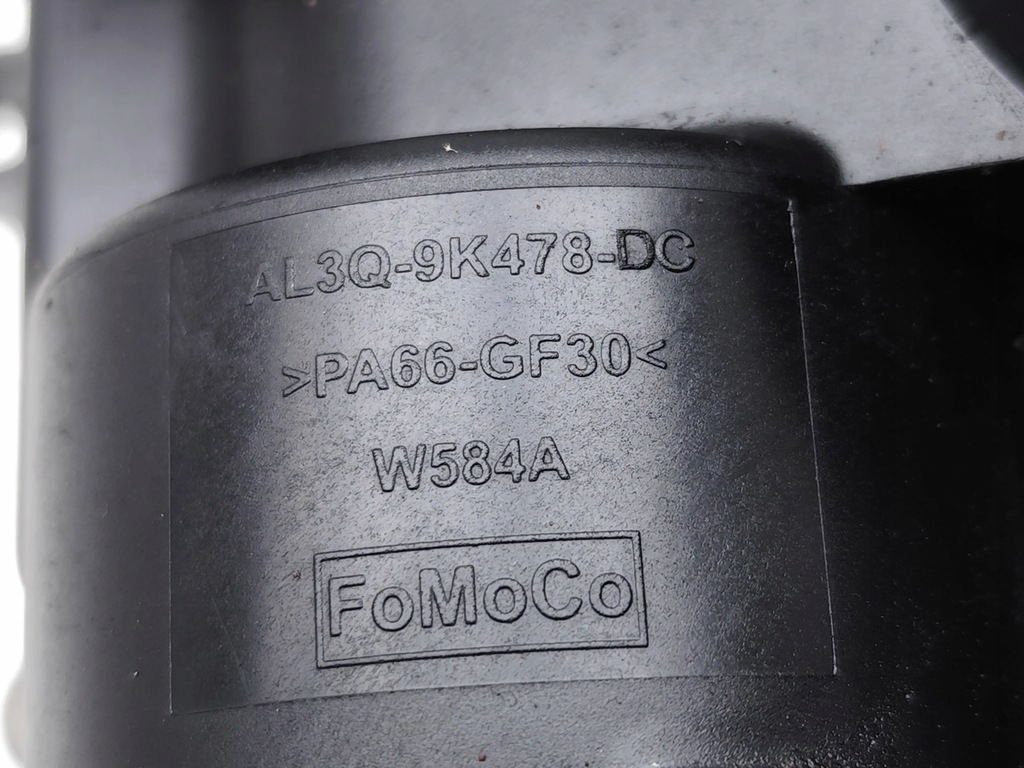 AL3Q-9K478-DC
>PA66-GF30<
W584A
FoMoCo